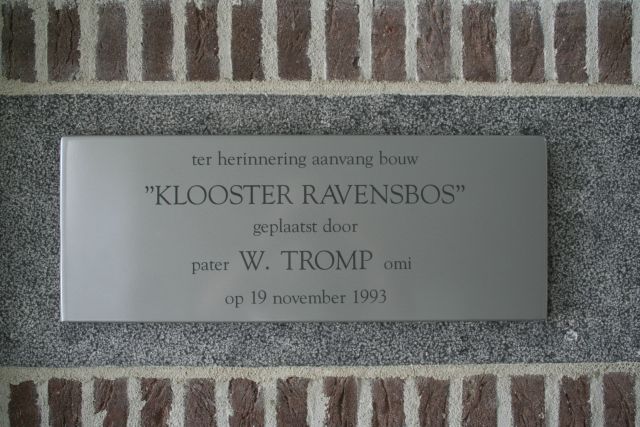 ter herinnering aanvang bouw
”KLOOSTER RAVENSBOS”
geplaatst door
pater W. TROMP omi
op 19 november 1993